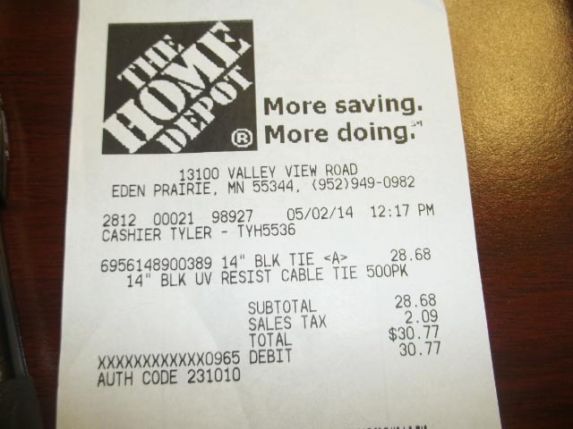 THE
HOME
DEPOT
®
More saving.
More doing.℠
13100 VALLEY VIEW ROAD
EDEN PRAIRIE, MN 55344, (952)949-0982
2812 00021 98927 05/02/14 12:17 PM
CASHIER TYLER - TYH5536
6956148900389 14" BLK TIE <A> 28.68
14" BLK UV RESIST CABLE TIE 500PK
SUBTOTAL 28.68
SALES TAX 2.09
TOTAL $30.77
XXXXXXXXXXXX0965 DEBIT 30.77
AUTH CODE 231010